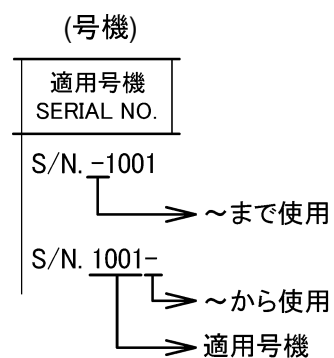 (号機)
適用号機
SERIAL NO.
S/N. -1001
～まで使用
S/N. 1001-
～から使用
適用号機